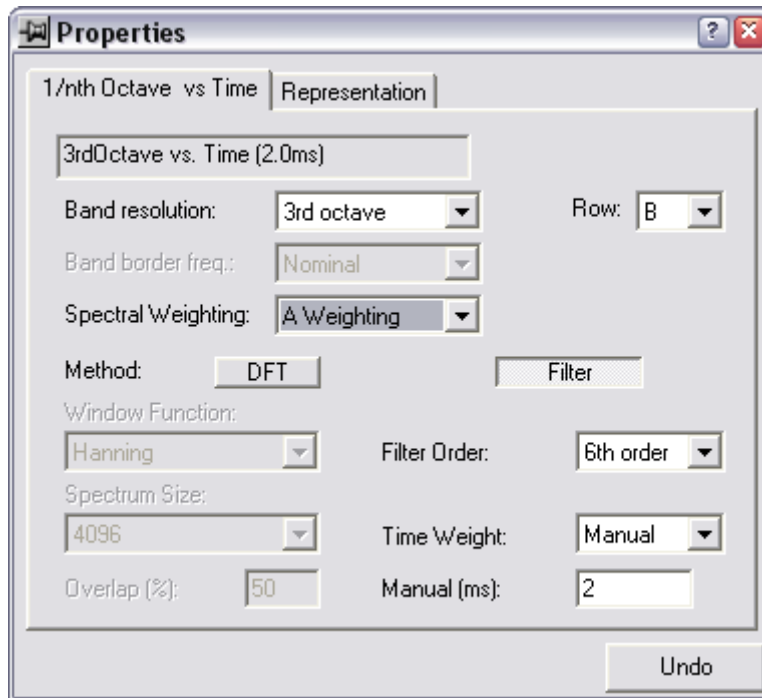 Properties
1/nth Octave vs Time Representation
3rdOctave vs. Time (2.0ms)
Band resolution: 3rd octave Row: B
Band border freq.: Nominal
Spectral Weighting: A Weighting
Method: DFT Filter
Window Function:
Hanning Filter Order: 6th order
Spectrum Size:
4096 Time Weight: Manual
Overlap (%): 50 Manual (ms): 2
Undo